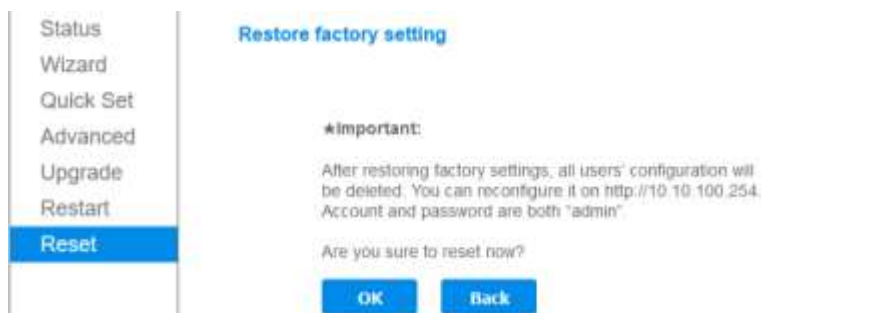 Status
Wizard
Quick Set
Advanced
Upgrade
Restart
Reset
Restore factory setting
★Important:
After restoring factory settings, all users' configuration will
be deleted. You can reconfigure it on http://10.10.100.254.
Account and password are both "admin".
Are you sure to reset now?
OK
Back